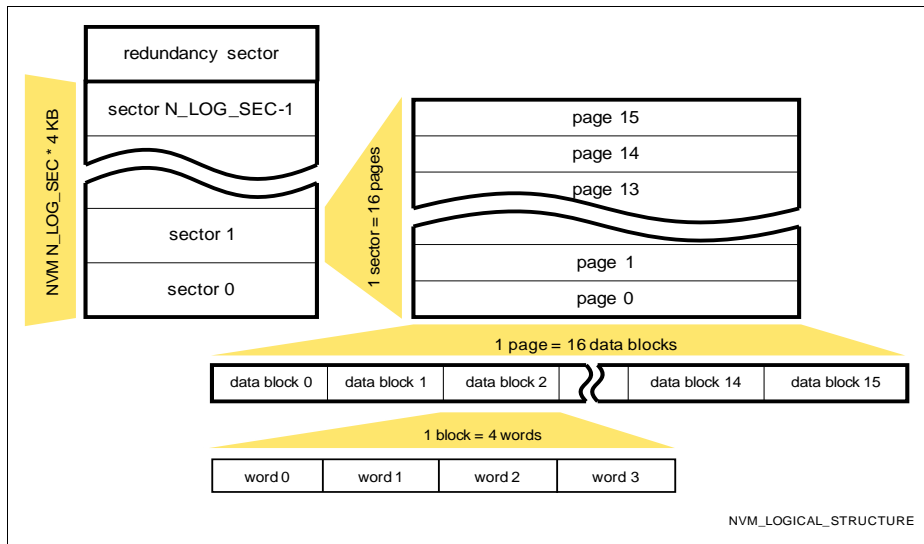 redundancy sector
sector N_LOG_SEC-1
sector 1
sector 0
NVM N_LOG_SEC * 4 KB
1 sector = 16 pages
page 15
page 14
page 13
page 1
page 0
1 page = 16 data blocks
data block 0 data block 1 data block 2 data block 14 data block 15
1 block = 4 words
word 0 word 1 word 2 word 3
NVM_LOGICAL_STRUCTURE